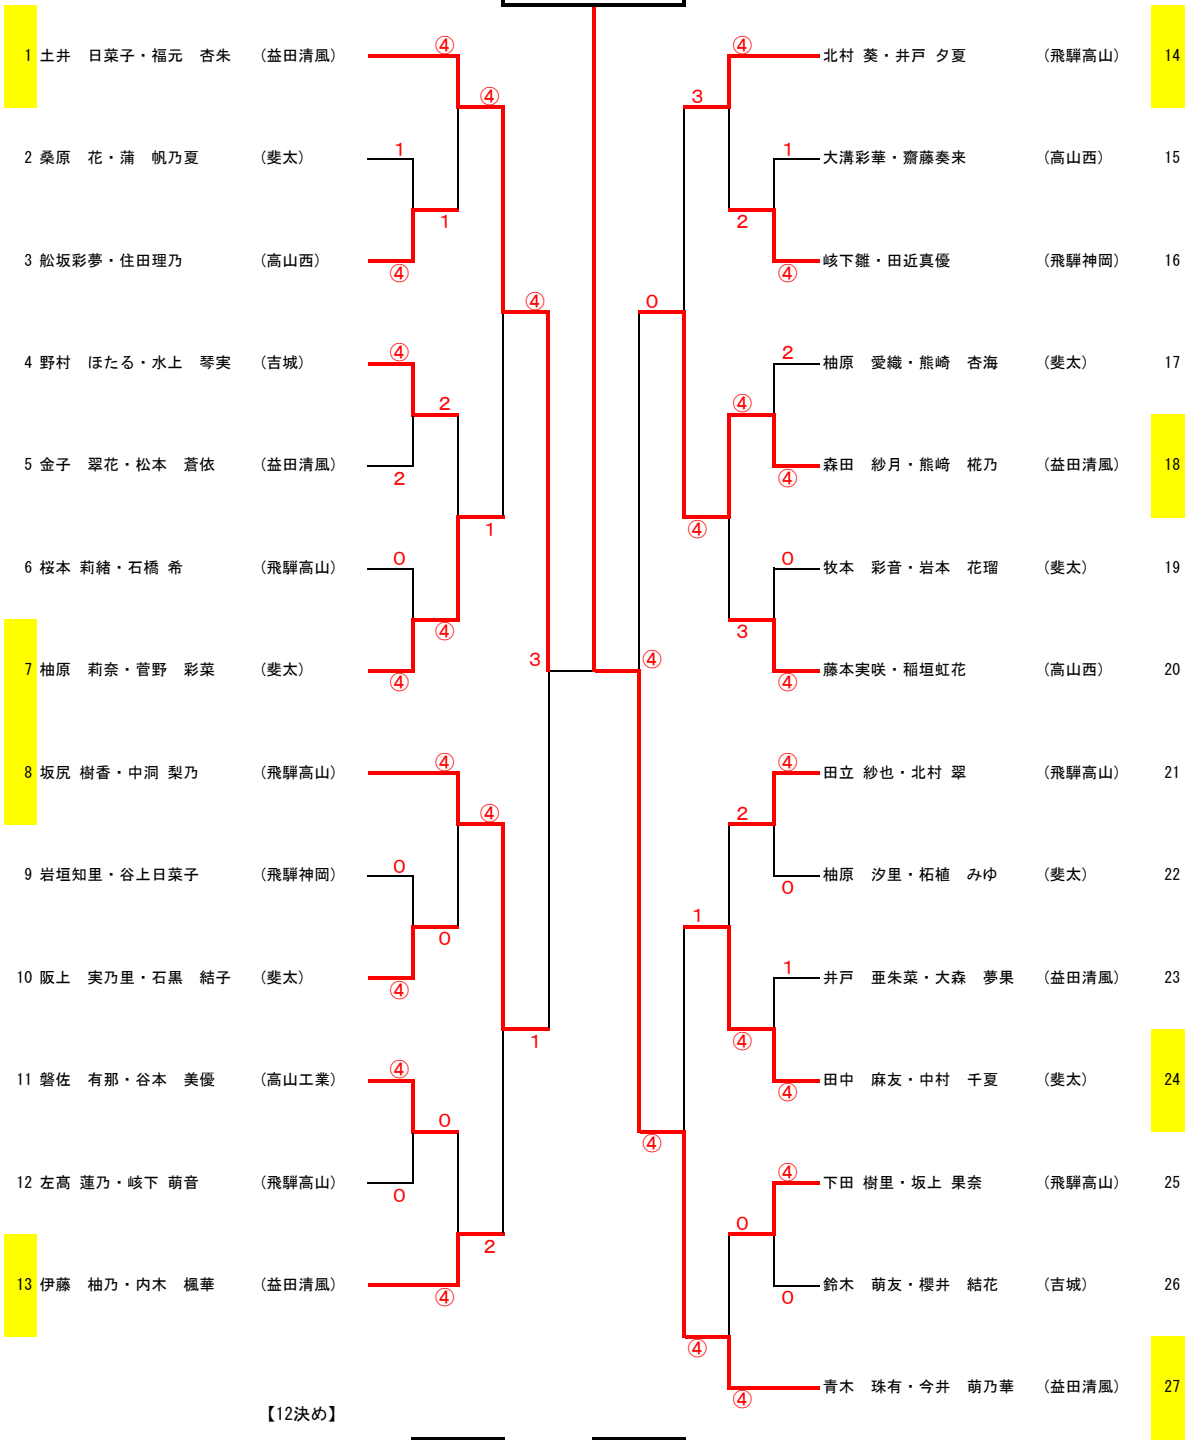 ④ ④
1 土井　日菜子・福元　杏朱 (益田清風) 北村 葵・井戸 夕夏 (飛騨高山) 14
④ 3
2 桑原　花・蒲　帆乃夏 (斐太) 1 1 大溝彩華・齋藤奏来 (高山西) 15
1 2
3 舩坂彩夢・住田理乃 (高山西) ④ ④ 岐下雛・田近真優 (飛騨神岡) 16
④ 0
4 野村　ほたる・水上　琴実 (吉城) ④ 2 柚原　愛織・熊崎　杏海 (斐太) 17
2 ④
5 金子　翠花・松本　蒼依 (益田清風) 2 ④ 森田　紗月・熊﨑　椛乃 (益田清風) 18
1 ④
6 桜本 莉緒・石橋 希 (飛騨高山) 0 0 牧本　彩音・岩本　花瑠 (斐太) 19
④ 3
3 ④
7 柚原　莉奈・菅野　彩菜 (斐太) ④ ④ 藤本実咲・稲垣虹花 (高山西) 20
④ ④
8 坂尻 樹香・中洞 梨乃 (飛騨高山) 田立 紗也・北村 翠 (飛騨高山) 21
④ 2
9 岩垣知里・谷上日菜子 (飛騨神岡) 0 0 柚原　汐里・柘植　みゆ (斐太) 22
0 1
10 阪上　実乃里・石黒　結子 (斐太) ④ 1 井戸　亜朱菜・大森　夢果 (益田清風) 23
1 ④
11 磐佐　有那・谷本　美優 (高山工業) ④ ④ 田中　麻友・中村　千夏 (斐太) 24
0 ④
12 左髙 蓮乃・岐下 萌音 (飛騨高山) 0 ④ 下田 樹里・坂上 果奈 (飛騨高山) 25
2 0
13 伊藤　柚乃・内木　楓華 (益田清風) ④ 0 鈴木　萌友・櫻井　結花 (吉城) 26
④
④ 青木　珠有・今井　萌乃華 (益田清風) 27
【12決め】